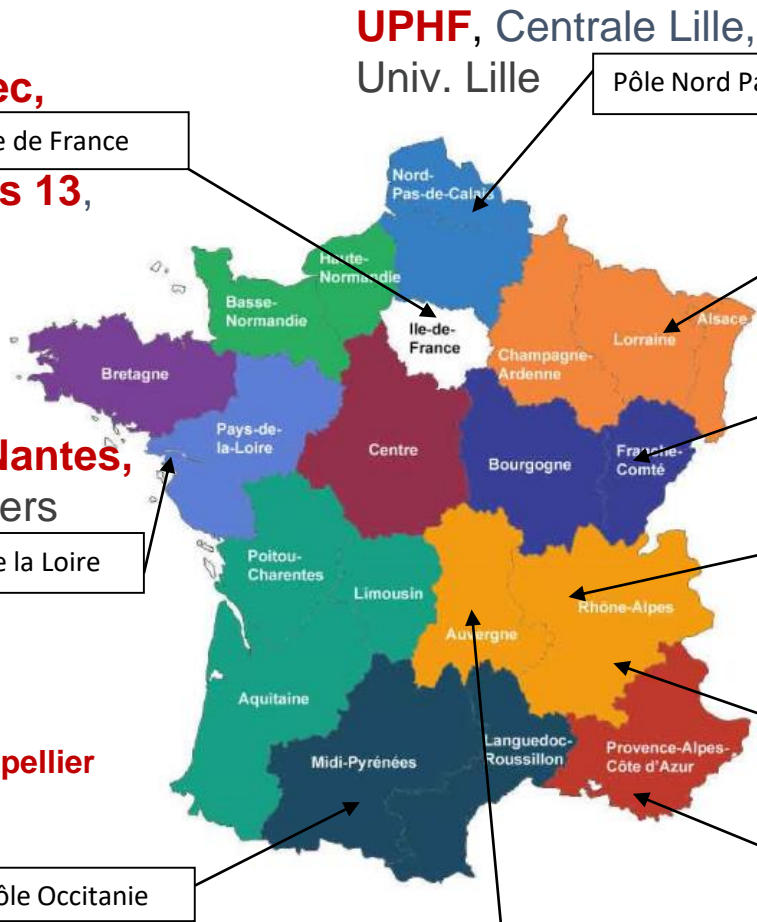 UPHF, Centrale Lille,
Univ. Lille
Pôle Nord Pa
ec,
e de France
s 13,
Nord-
Pas-de-Calais
Haute-
Normandie
Basse-
Normandie
Ile-de-
France
Champagne-
Ardenne
Lorraine
Alsace
Bretagne
Pays-de-
la-Loire
Centre
Bourgogne
Franche-
Comté
Nantes,
ers
e la Loire
Poitou-
Charentes
Limousin
Auvergne
Rhône-Alpes
Aquitaine
Midi-Pyrénées
Languedoc-
Roussillon
Provence-Alpes-
Côte d'Azur
pellier
ôle Occitanie